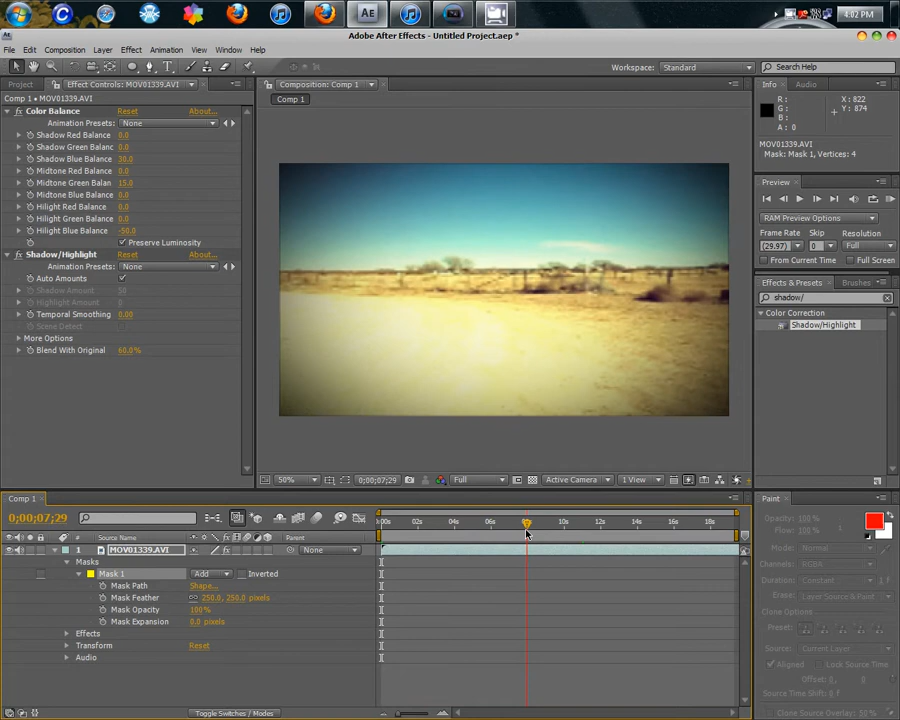 4:02 PM
Adobe After Effects - Untitled Project.aep *
File Edit Composition Layer Effect Animation View Window Help
Workspace: Standard Search Help
Project Effect Controls: MOV01339.AVI
Composition: Comp 1
Info Audio
Comp 1 • MOV01339.AVI
Comp 1
Color Balance Reset About...
Animation Presets: None
Shadow Red Balance 0.0
Shadow Green Balanc 0.0
Shadow Blue Balance 30.0
Midtone Red Balance 0.0
Midtone Green Balan 15.0
Midtone Blue Balance 0.0
Hilight Red Balance 0.0
Hilight Green Balance 0.0
Hilight Blue Balance -50.0
Preserve Luminosity
Shadow/Highlight Reset About...
Animation Presets: None
Auto Amounts
Shadow Amount 50
Highlight Amount 0
Temporal Smoothing 0.00
Scene Detect
More Options
Blend With Original 60.0%
R:
G:
B:
A: 0
X: 822
Y: 874
MOV01339.AVI
Mask: Mask 1, Vertices: 4
Preview
RAM Preview Options
Frame Rate Skip Resolution
(29.97) 0 Full
From Current Time Full Screen
Effects & Presets Brushes
shadow/
Color Correction
Shadow/Highlight
50% 0;00;07;29 Full Active Camera 1 View
Comp 1
0;00;07;29
0:00s 02s 04s 06s 10s 12s 14s 16s 18s
# Source Name Parent
1 MOV01339.AVI None
Masks
Mask 1 Add Inverted
Mask Path Shape...
Mask Feather 250.0, 250.0 pixels
Mask Opacity 100%
Mask Expansion 0.0 pixels
Effects
Transform Reset
Audio
Toggle Switches / Modes
Paint
Opacity: 100 %
Flow: 100 %
Mode: Normal
Channels: RGBA
Duration: Constant
Erase: Layer Source & Paint
Clone Options
Preset:
Source: Current Layer
Aligned Lock Source Time
Offset: 0, 0
Source Time Shift: 0 f
Clone Source Overlay: 50 %